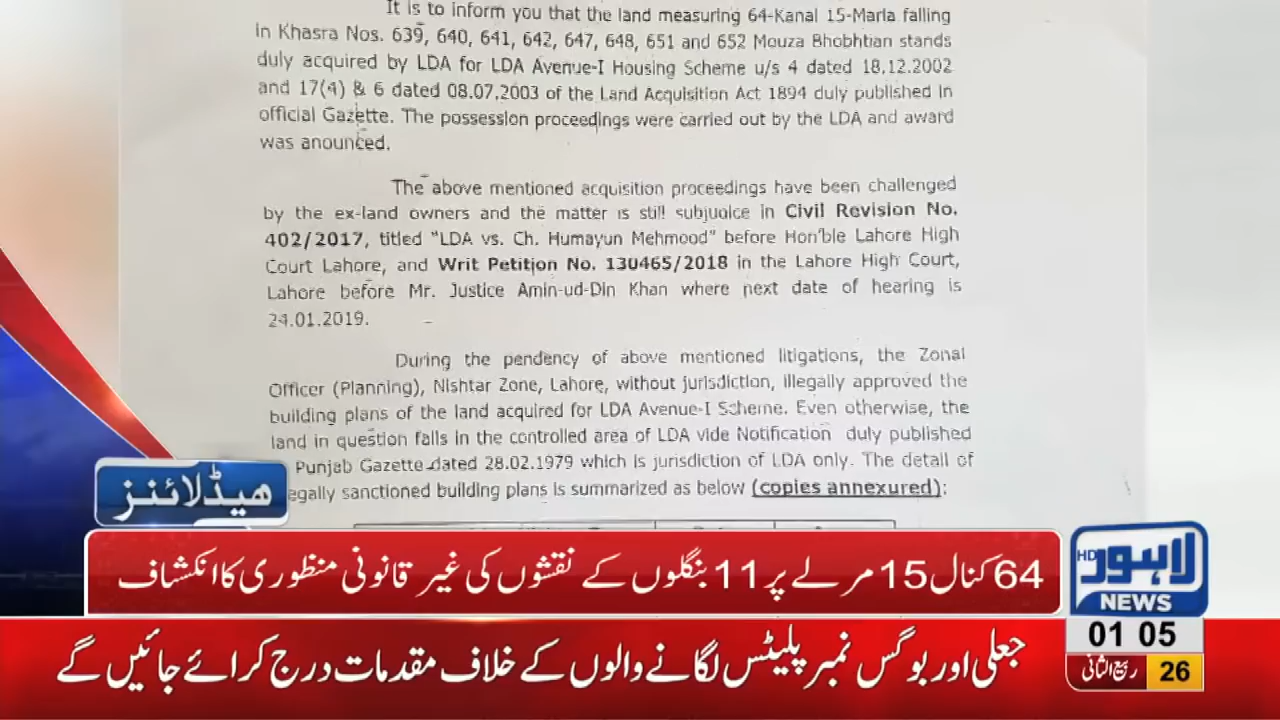 It is to inform you that the land measuring 64-Kanal 15-Marla falling
in Khasra Nos. 639, 640, 641, 642, 647, 648, 651 and 652 Mouza Bhobhtian stands
duly acquired by LDA for LDA Avenue-I Housing Scheme u/s 4 dated 18.12.2002
and 17(4) & 6 dated 08.07.2003 of the Land Acquisition Act 1894 duly published in
official Gazette. The possession proceedings were carried out by the LDA and award
was anounced.
The above mentioned acquisition proceedings have been challenged
by the ex-land owners and the matter is still subjudice in Civil Revision No.
402/2017, titled "LDA vs. Ch. Humayun Mehmood" before Hon'ble Lahore High
Court Lahore, and Writ Petition No. 130465/2018 in the Lahore High Court,
Lahore before Mr. Justice Amin-ud-Din Khan where next date of hearing is
24.01.2019.
During the pendency of above mentioned litigations, the Zonal
Officer (Planning), Nishtar Zone, Lahore, without jurisdiction, illegally approved the
building plans of the land acquired for LDA Avenue-I Scheme. Even otherwise, the
land in question falls in the controlled area of LDA vide Notification duly published
Punjab Gazette dated 28.02.1979 which is jurisdiction of LDA only. The detail of
egally sanctioned building plans is summarized as below (copies annexured):
ہیڈلائنز
64 کنال 15 مرلے پر 11 بنگلوں کے نقشوں کی غیر قانونی منظوری کا انکشاف
لاہور HD
NEWS
01 05
جعلی اور بوگس نمبر پلیٹس لگانے والوں کے خلاف مقدمات درج کرائے جائیں گے
26 ربیع الثانی